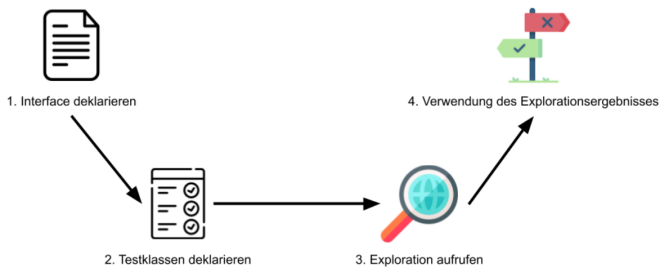 1. Interface deklarieren
2. Testklassen deklarieren
3. Exploration aufrufen
4. Verwendung des Explorationsergebnisses